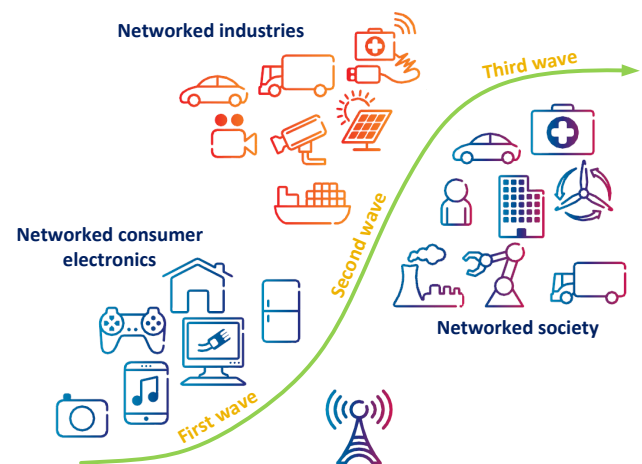 Networked industries
Third wave
Second wave
Networked consumer
electronics
Networked society
First wave